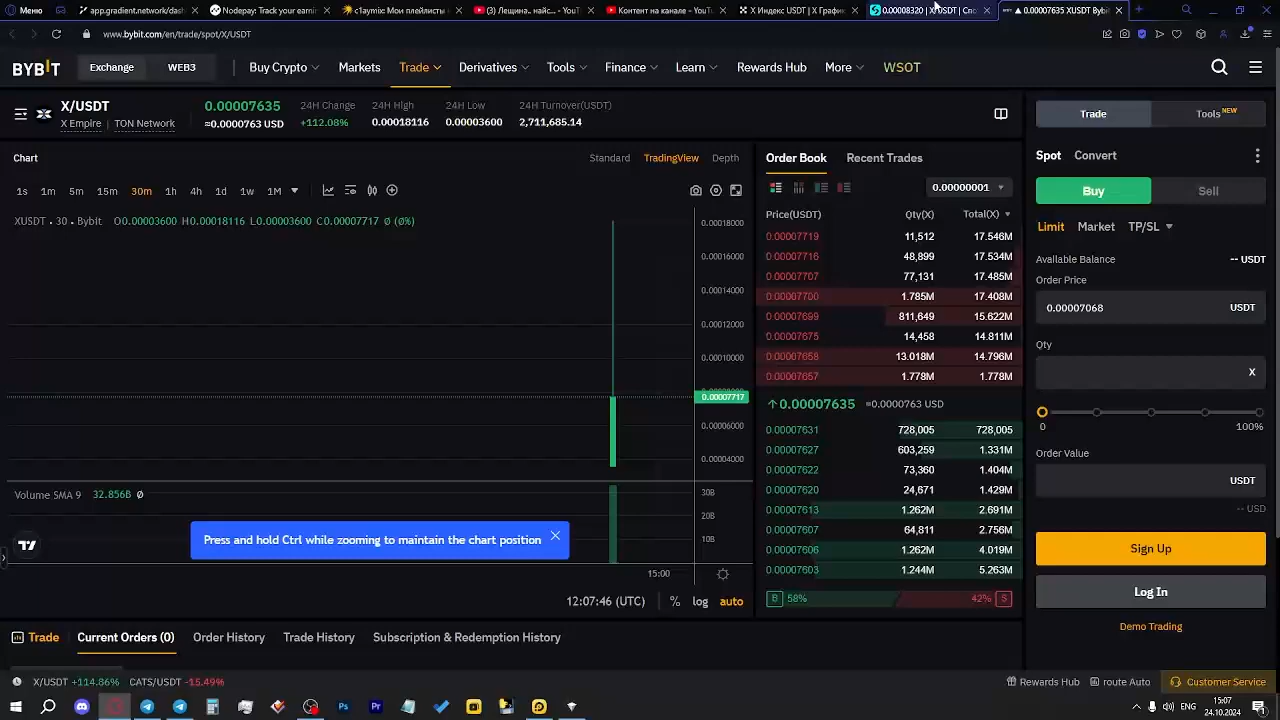 Меню
app.gradient.network/dash
Nodepay Track your earnin
c1aymic Мои плейлисты
(3) Лещина.. найс.. - YouT
Контент на канале - YouT
X Индекс USDT | X График
0.00008320 | XUSDT | Спо
▲ 0.00007635 XUSDT Bybi
www.bybit.com/en/trade/spot/X/USDT
BYBIT
Exchange
WEB3
Buy Crypto
Markets
Trade
Derivatives
Tools
Finance
Learn
Rewards Hub
More
WSOT
X/USDT
X Empire | TON Network
0.00007635
≈0.0000763 USD
24H Change
+112.08%
24H High
0.00018116
24H Low
0.00003600
24H Turnover(USDT)
2,711,685.14
Chart
Standard
TradingView
Depth
1s 1m 5m 15m 30m 1h 4h 1d 1w 1M
XUSDT · 30 · Bybit O0.00003600 H0.00018116 L0.00003600 C0.00007717 Ø (Ø%)
0.00018000
0.00016000
0.00014000
0.00012000
0.00010000
0.00007717
0.00006000
0.00004000
Volume SMA 9 32.856B Ø
30B
20B
10B
Press and hold Ctrl while zooming to maintain the chart position
15:00
12:07:46 (UTC) % log auto
Order Book
Recent Trades
0.00000001
Price(USDT) Qty(X) Total(X)
0.00007719 11,512 17.546M
0.00007716 48,899 17.534M
0.00007707 77,131 17.485M
0.00007700 1.785M 17.408M
0.00007699 811,649 15.622M
0.00007675 14,458 14.811M
0.00007658 13.018M 14.796M
0.00007657 1.778M 1.778M
↑0.00007635 ≈0.0000763 USD
0.00007631 728,005 728,005
0.00007627 603,259 1.331M
0.00007622 73,360 1.404M
0.00007620 24,671 1.429M
0.00007613 1.262M 2.691M
0.00007607 64,811 2.756M
0.00007606 1.262M 4.019M
0.00007603 1.244M 5.263M
B 58% 42% S
Trade
Tools NEW
Spot
Convert
Buy
Sell
Limit
Market
TP/SL
Available Balance -- USDT
Order Price
0.00007068 USDT
Qty
X
0 100%
Order Value
USDT
-- USD
Sign Up
Log In
Demo Trading
Trade
Current Orders (0)
Order History
Trade History
Subscription & Redemption History
X/USDT +114.86% CATS/USDT -15.49%
Rewards Hub
route Auto
Customer Service
ENG
15:07
24.10.2024